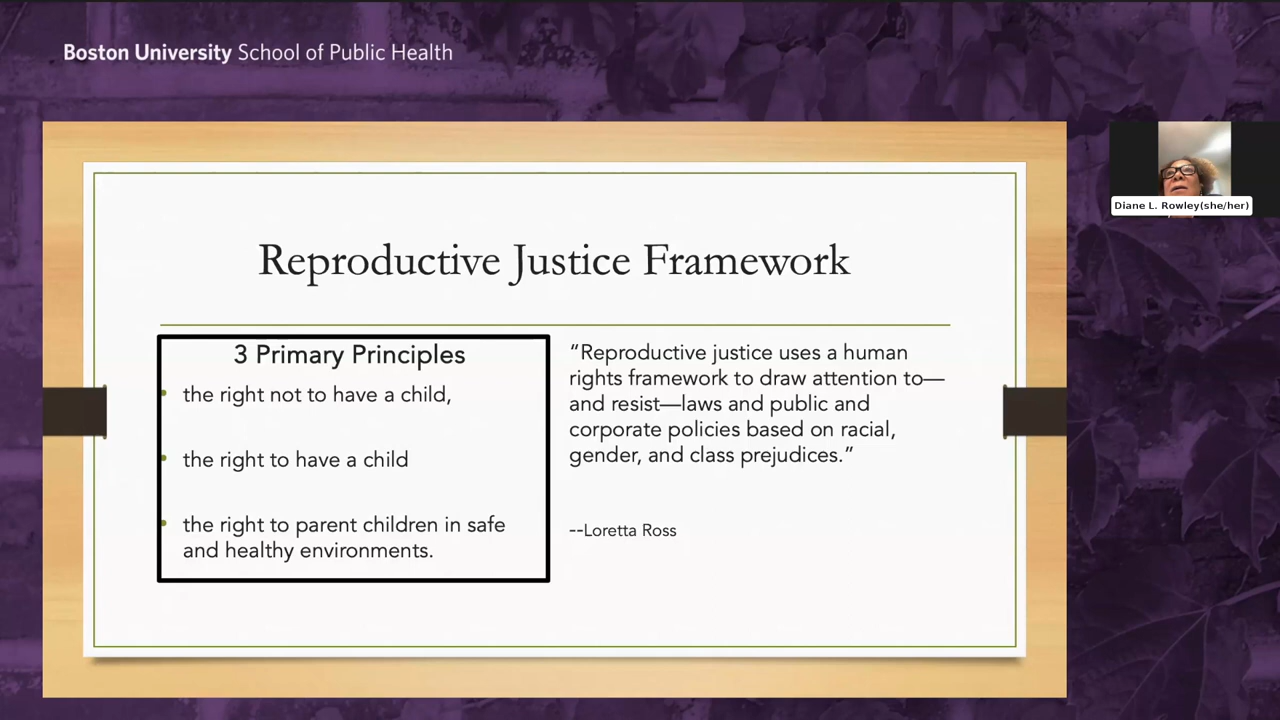 Boston University School of Public Health
Diane L. Rowley(she/her)
Reproductive Justice Framework
3 Primary Principles
the right not to have a child,
the right to have a child
the right to parent children in safe
and healthy environments.
“Reproductive justice uses a human
rights framework to draw attention to—
and resist—laws and public and
corporate policies based on racial,
gender, and class prejudices.”
--Loretta Ross